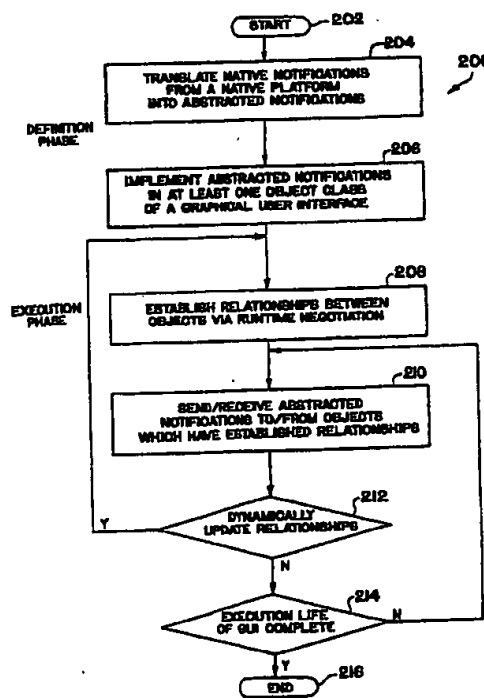 START
202
204
TRANSLATE NATIVE NOTIFICATIONS
FROM A NATIVE PLATFORM
INTO ABSTRACTED NOTIFICATIONS
DEFINITION
PHASE
206
IMPLEMENT ABSTRACTED NOTIFICATIONS
IN AT LEAST ONE OBJECT CLASS
OF A GRAPHICAL USER INTERFACE
EXECUTION
PHASE
208
ESTABLISH RELATIONSHIPS BETWEEN
OBJECTS VIA RUNTIME NEGOTIATION
210
SEND/RECEIVE ABSTRACTED
NOTIFICATIONS TO/FROM OBJECTS
WHICH HAVE ESTABLISHED RELATIONSHIPS
212
DYNAMICALLY
UPDATE RELATIONSHIPS
Y
N
214
EXECUTION LIFE
OF GUI COMPLETE
N
Y
END
216